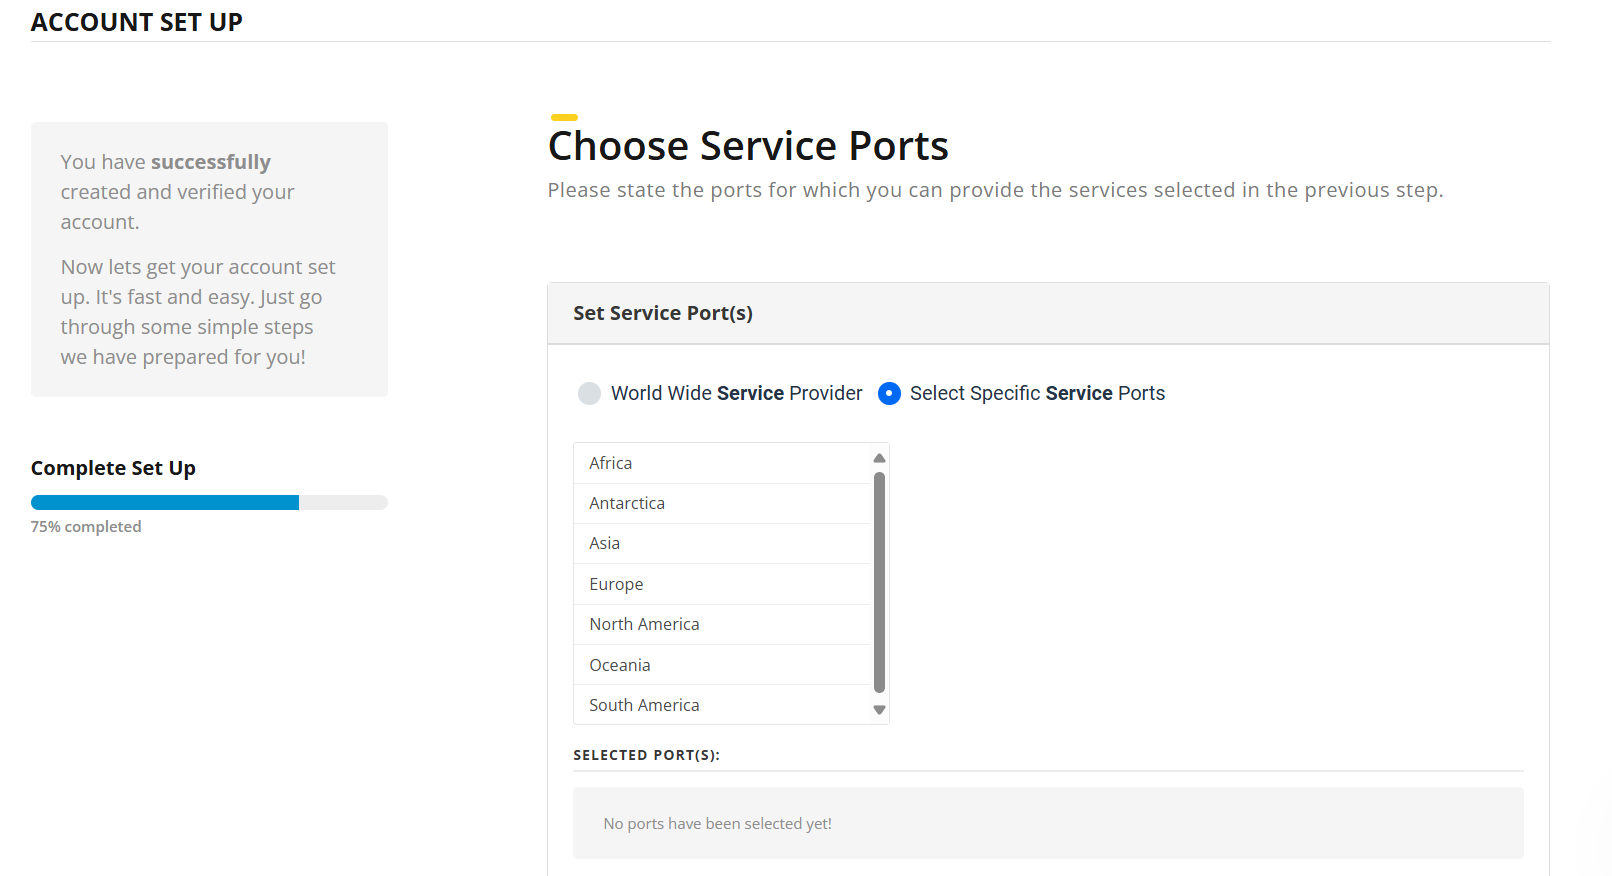 ACCOUNT SET UP
You have successfully
created and verified your
account.
Now lets get your account set
up. It's fast and easy. Just go
through some simple steps
we have prepared for you!
Complete Set Up
75% completed
Choose Service Ports
Please state the ports for which you can provide the services selected in the previous step.
Set Service Port(s)
World Wide Service Provider
Select Specific Service Ports
Africa
Antarctica
Asia
Europe
North America
Oceania
South America
SELECTED PORT(S):
No ports have been selected yet!